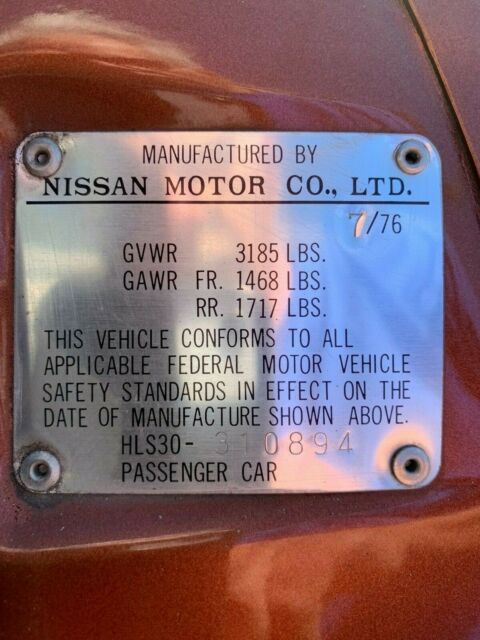 MANUFACTURED BY
NISSAN MOTOR CO., LTD.
7/76
GVWR 3185 LBS.
GAWR FR. 1468 LBS.
RR. 1717 LBS.
THIS VEHICLE CONFORMS TO ALL
APPLICABLE FEDERAL MOTOR VEHICLE
SAFETY STANDARDS IN EFFECT ON THE
DATE OF MANUFACTURE SHOWN ABOVE.
HLS30- 310894
PASSENGER CAR